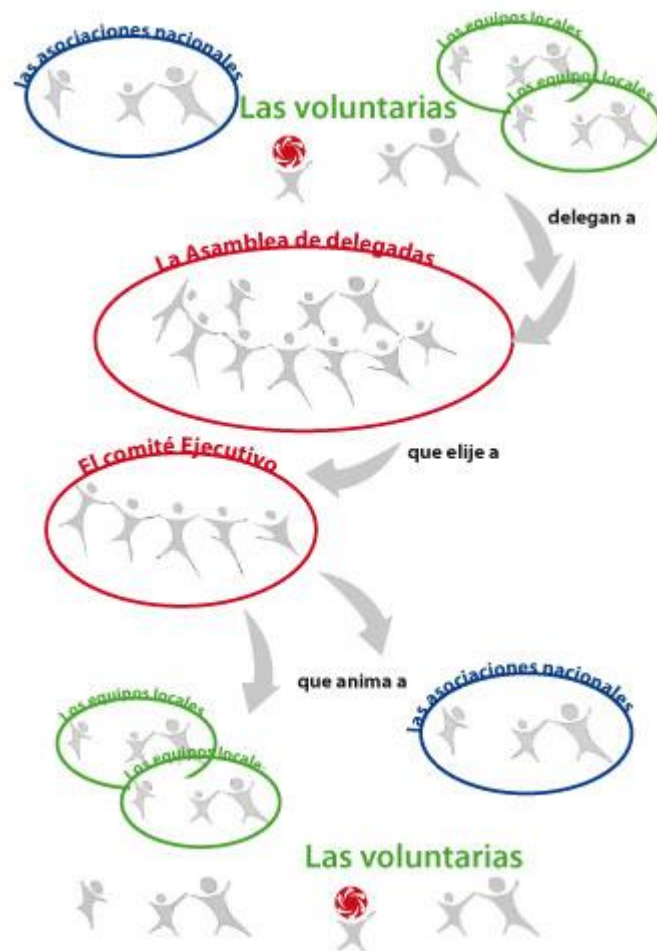 las asociaciones nacionales
Los equipos locales
Los equipos locales
Las voluntarias
delegan a
La Asamblea de delegadas
que elije a
El comité Ejecutivo
que anima a
las asociaciones nacionales
Los equipos locales
Los equipos locale
Las voluntarias